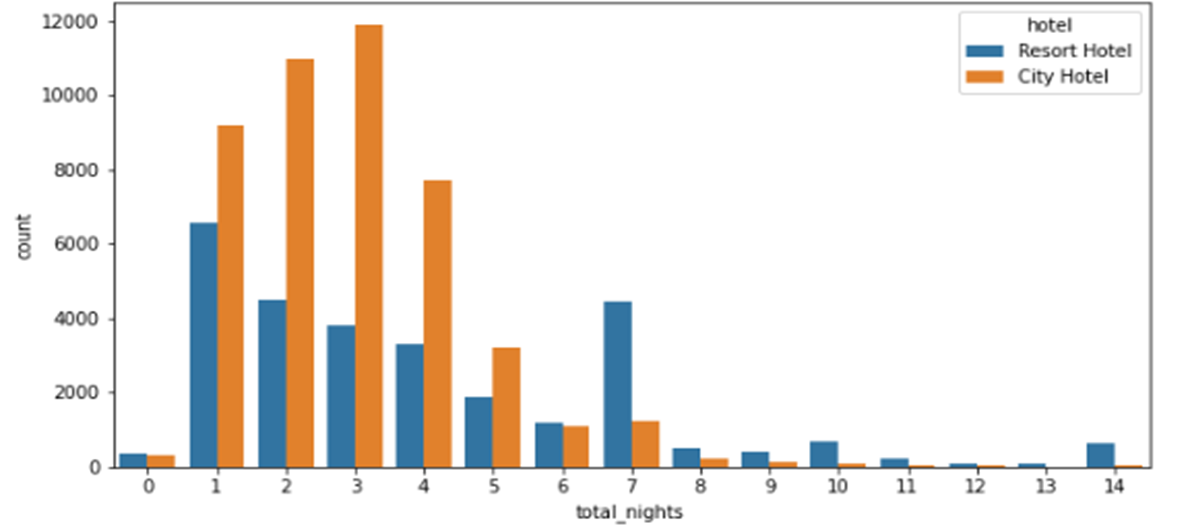 hotel
Resort Hotel
City Hotel
12000
10000
8000
6000
4000
2000
0
count
0 1 2 3 4 5 6 7 8 9 10 11 12 13 14
total_nights